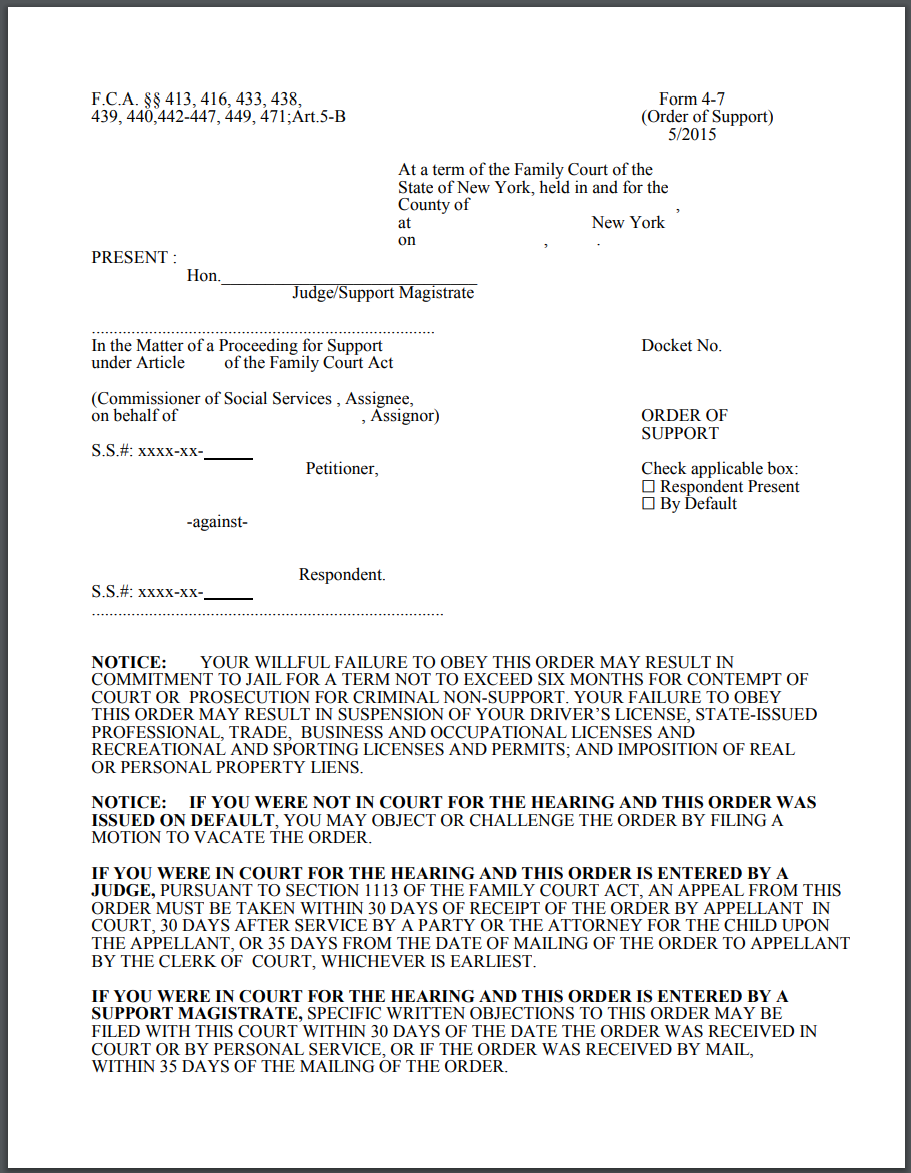 F.C.A. §§ 413, 416, 433, 438, Form 4-7
439, 440,442-447, 449, 471;Art.5-B (Order of Support)
5/2015
At a term of the Family Court of the
State of New York, held in and for the
County of ,
at New York
on , .
PRESENT :
Hon.______________________________
Judge/Support Magistrate
..............................................................................
In the Matter of a Proceeding for Support Docket No.
under Article of the Family Court Act
(Commissioner of Social Services , Assignee,
on behalf of , Assignor) ORDER OF
SUPPORT
S.S.#: xxxx-xx-______
Petitioner, Check applicable box:
☐ Respondent Present
☐ By Default
-against-
Respondent.
S.S.#: xxxx-xx-______
................................................................................
NOTICE: YOUR WILLFUL FAILURE TO OBEY THIS ORDER MAY RESULT IN
COMMITMENT TO JAIL FOR A TERM NOT TO EXCEED SIX MONTHS FOR CONTEMPT OF
COURT OR PROSECUTION FOR CRIMINAL NON-SUPPORT. YOUR FAILURE TO OBEY
THIS ORDER MAY RESULT IN SUSPENSION OF YOUR DRIVER'S LICENSE, STATE-ISSUED
PROFESSIONAL, TRADE, BUSINESS AND OCCUPATIONAL LICENSES AND
RECREATIONAL AND SPORTING LICENSES AND PERMITS; AND IMPOSITION OF REAL
OR PERSONAL PROPERTY LIENS.
NOTICE: IF YOU WERE NOT IN COURT FOR THE HEARING AND THIS ORDER WAS
ISSUED ON DEFAULT, YOU MAY OBJECT OR CHALLENGE THE ORDER BY FILING A
MOTION TO VACATE THE ORDER.
IF YOU WERE IN COURT FOR THE HEARING AND THIS ORDER IS ENTERED BY A
JUDGE, PURSUANT TO SECTION 1113 OF THE FAMILY COURT ACT, AN APPEAL FROM THIS
ORDER MUST BE TAKEN WITHIN 30 DAYS OF RECEIPT OF THE ORDER BY APPELLANT IN
COURT, 30 DAYS AFTER SERVICE BY A PARTY OR THE ATTORNEY FOR THE CHILD UPON
THE APPELLANT, OR 35 DAYS FROM THE DATE OF MAILING OF THE ORDER TO APPELLANT
BY THE CLERK OF COURT, WHICHEVER IS EARLIEST.
IF YOU WERE IN COURT FOR THE HEARING AND THIS ORDER IS ENTERED BY A
SUPPORT MAGISTRATE, SPECIFIC WRITTEN OBJECTIONS TO THIS ORDER MAY BE
FILED WITH THIS COURT WITHIN 30 DAYS OF THE DATE THE ORDER WAS RECEIVED IN
COURT OR BY PERSONAL SERVICE, OR IF THE ORDER WAS RECEIVED BY MAIL,
WITHIN 35 DAYS OF THE MAILING OF THE ORDER.